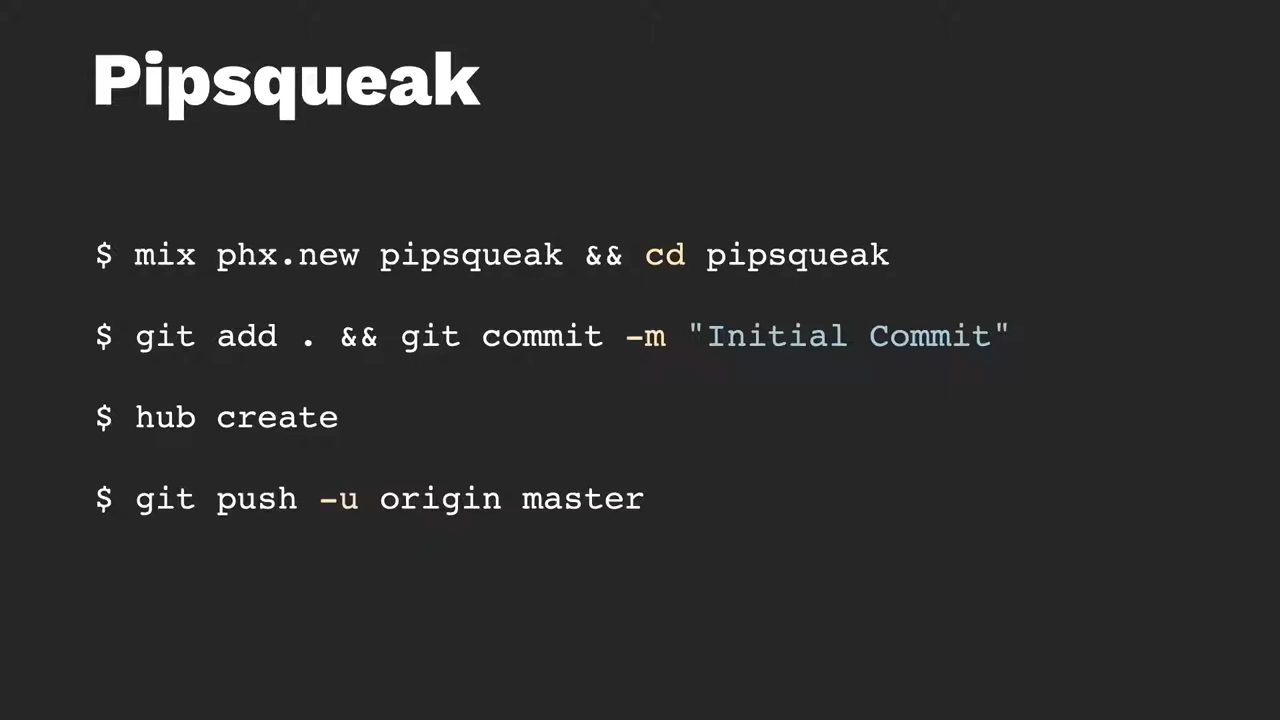 Pipsqueak
$ mix phx.new pipsqueak && cd pipsqueak
$ git add . && git commit -m "Initial Commit"
$ hub create
$ git push -u origin master